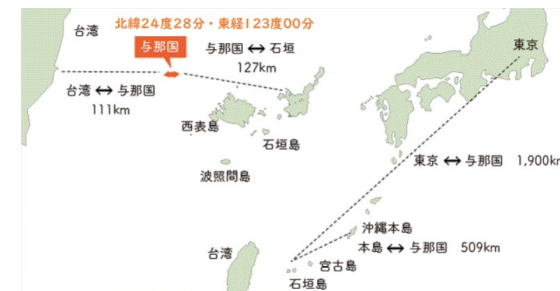 北緯24度28分・東経123度00分
台湾
与那国
与那国 ↔ 石垣
127km
東京
台湾 ↔ 与那国
111km
西表島
石垣島
波照間島
東京 ↔ 与那国 1,900km
沖縄本島
本島 ↔ 与那国 509km
台湾
宮古島
石垣島